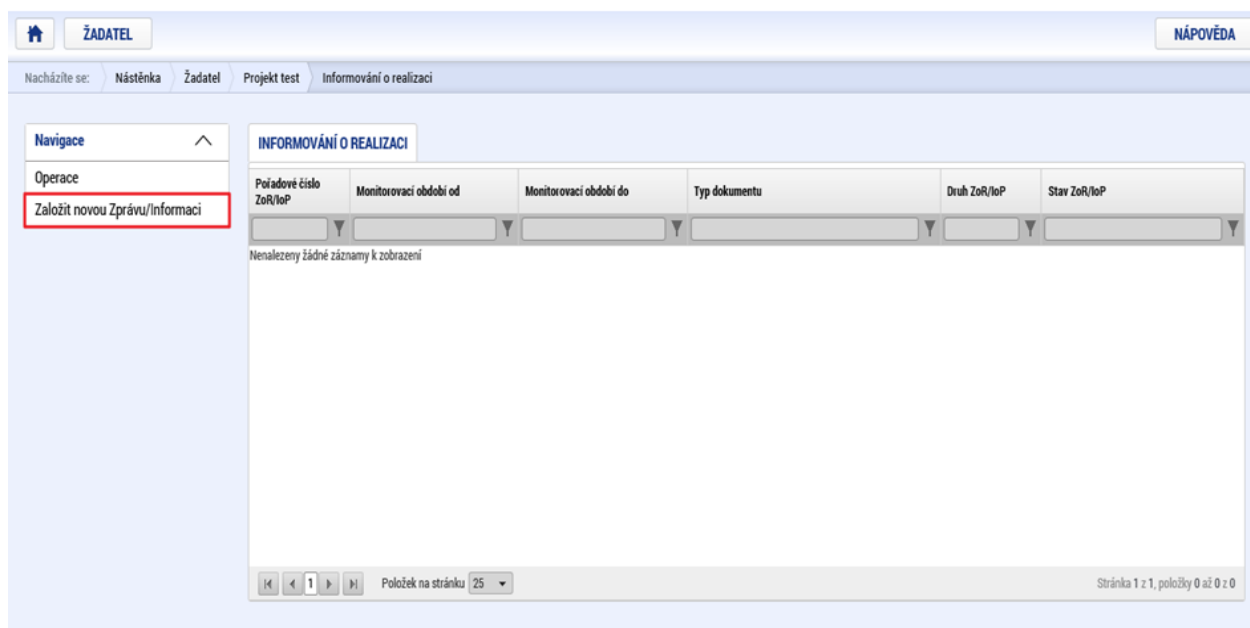 ŽADATEL
NÁPOVĚDA
Nacházíte se: Nástěnka Žadatel Projekt test Informování o realizaci
Navigace
Operace
Založit novou Zprávu/Informaci
INFORMOVÁNÍ O REALIZACI
Pořadové číslo ZoR/IoP
Monitorovací období od
Monitorovací období do
Typ dokumentu
Druh ZoR/IoP
Stav ZoR/IoP
Nenalezeny žádné záznamy k zobrazení
1 Položek na stránku 25
Stránka 1 z 1, položky 0 až 0 z 0